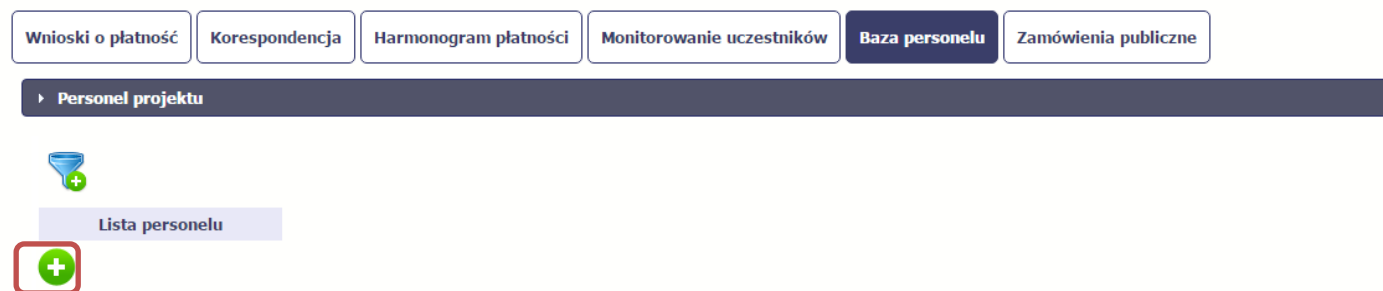 Wnioski o płatność Korespondencja Harmonogram płatności Monitorowanie uczestników Baza personelu Zamówienia publiczne
Personel projektu
Lista personelu